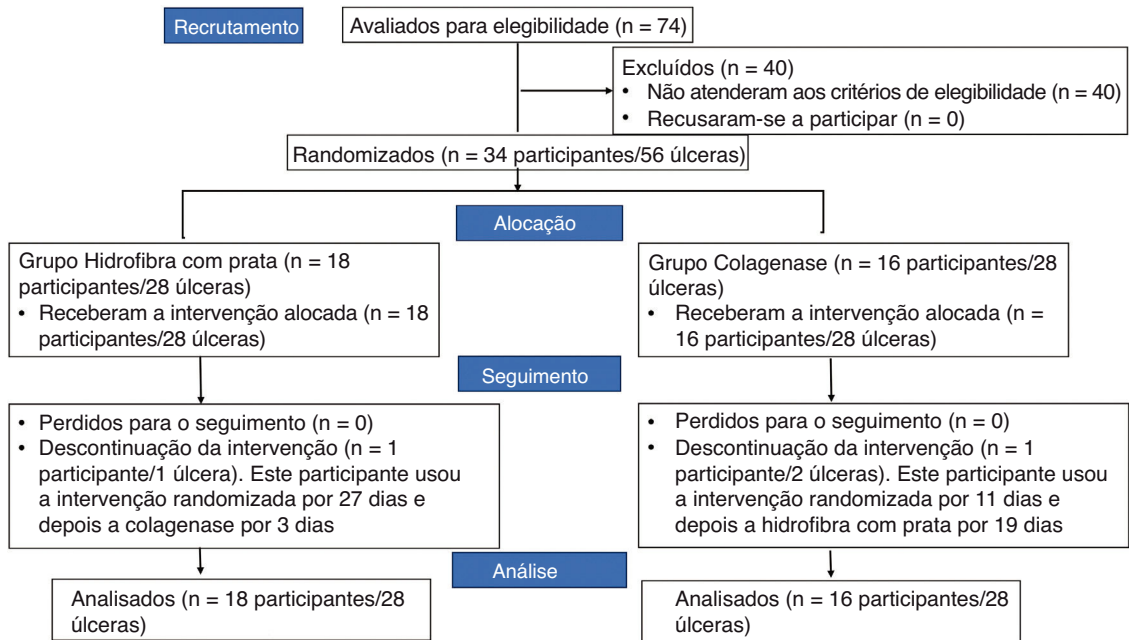 Recrutamento
Avaliados para elegibilidade (n = 74)
Excluídos (n = 40)
• Não atenderam aos critérios de elegibilidade (n = 40)
• Recusaram-se a participar (n = 0)
Randomizados (n = 34 participantes/56 úlceras)
Alocação
Grupo Hidrofibra com prata (n = 18
participantes/28 úlceras)
• Receberam a intervenção alocada (n = 18
participantes/28 úlceras)
Grupo Colagenase (n = 16 participantes/28
úlceras)
• Receberam a intervenção alocada (n =
16 participantes/28 úlceras)
Seguimento
• Perdidos para o seguimento (n = 0)
• Descontinuação da intervenção (n = 1
participante/1 úlcera). Este participante usou
a intervenção randomizada por 27 dias e
depois a colagenase por 3 dias
• Perdidos para o seguimento (n = 0)
• Descontinuação da intervenção (n = 1
participante/2 úlceras). Este participante usou
a intervenção randomizada por 11 dias e
depois a hidrofibra com prata por 19 dias
Análise
Analisados (n = 18 participantes/28
úlceras)
Analisados (n = 16 participantes/28
úlceras)